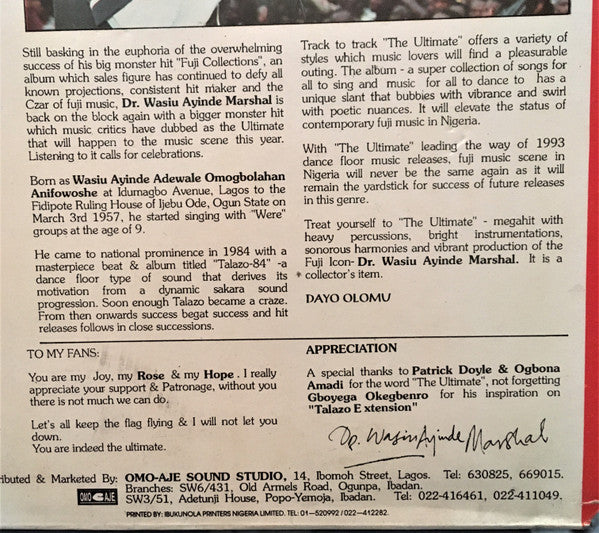 Still basking in the euphoria of the overwhelming
success of his big monster hit "Fuji Collections", an
album which sales figure has continued to defy all
known projections, consistent hit maker and the
Czar of fuji music, Dr. Wasiu Ayinde Marshal is
back on the block again with a bigger monster hit
which music critics have dubbed as the Ultimate
that will happen to the music scene this year.
Listening to it calls for celebrations.
Born as Wasiu Ayinde Adewale Omogbolahan
Anifowoshe at Idumagbo Avenue, Lagos to the
Fidipote Ruling House of Ijebu Ode, Ogun State on
March 3rd 1957, he started singing with "Were"
groups at the age of 9.
He came to national prominence in 1984 with a
masterpiece beat & album titled "Talazo-84" -a
dance floor type of sound that derives its
motivation from a dynamic sakara sound
progression. Soon enough Talazo became a craze.
From then onwards success begat success and hit
releases follows in close successions.
Track to track "The Ultimate" offers a variety of
styles which music lovers will find a pleasurable
outing. The album - a super collection of songs for
all to sing and music for all to dance to has a
unique slant that bubbies with vibrance and swirl
with poetic nuances. It will elevate the status of
contemporary fuji music in Nigeria.
With "The Ultimate" leading the way of 1993
dance floor music releases, fuji music scene in
Nigeria will never be the same again as it will
remain the yardstick for success of future releases
in this genre.
Treat yourself to "The Ultimate" - megahit with
heavy percussions, bright instrumentations,
sonorous harmonies and vibrant production of the
Fuji Icon- Dr. Wasiu Ayinde Marshal. It is a
collector's item.
DAYO OLOMU
TO MY FANS:
You are my Joy, my Rose & my Hope . I really
appreciate your support & Patronage, without you
there is not much we can do.
Let's all keep the flag flying & I will not let you
down.
You are indeed the ultimate.
APPRECIATION
A special thanks to Patrick Doyle & Ogbona
Amadi for the word "The Ultimate", not forgetting
Gboyega Okegbenro for his inspiration on
"Talazo E xtension"
Dr. Wasiu Ayinde Marshal
ributed & Marketed By: OMO-AJE SOUND STUDIO, 14, Ibomoh Street, Lagos. Tel: 630825, 669015.
OMO AJE
Branches: SW6/431, Old Armels Road, Ogunpa, Ibadan.
SW3/51, Adetunji House, Popo-Yemoja, Ibadan. Tel: 022-416461, 022-411049.
PRINTED BY: IBUKUNOLA PRINTERS NIGERIA LIMITED. TEL: 01-520992 / 022-412282.